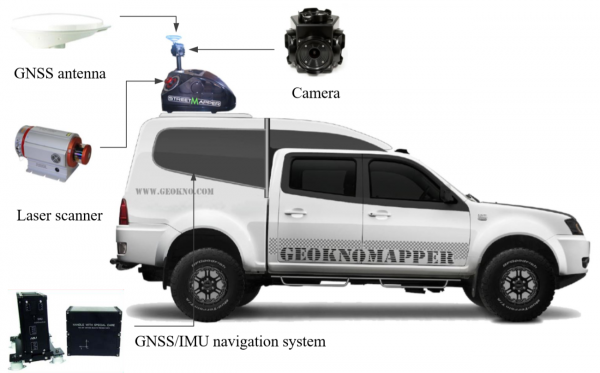 GNSS antenna
Camera
STREETMAPPER
Laser scanner
WWW.GEOKNO.COM
GEOKNOMAPPER
GNSS/IMU navigation system